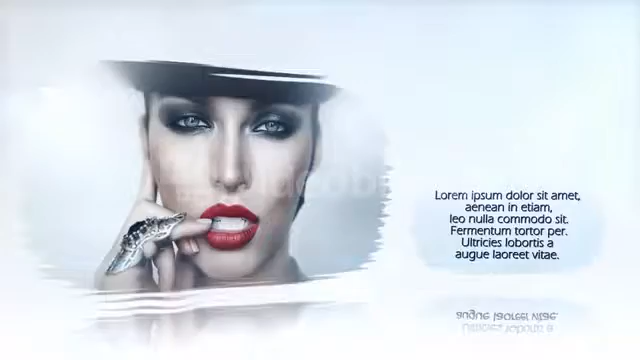 Lorem ipsum dolor sit amet,
aenean in etiam,
leo nulla commodo sit.
Fermentum tortor per.
Ultricies lobortis a
augue laoreet vitae.